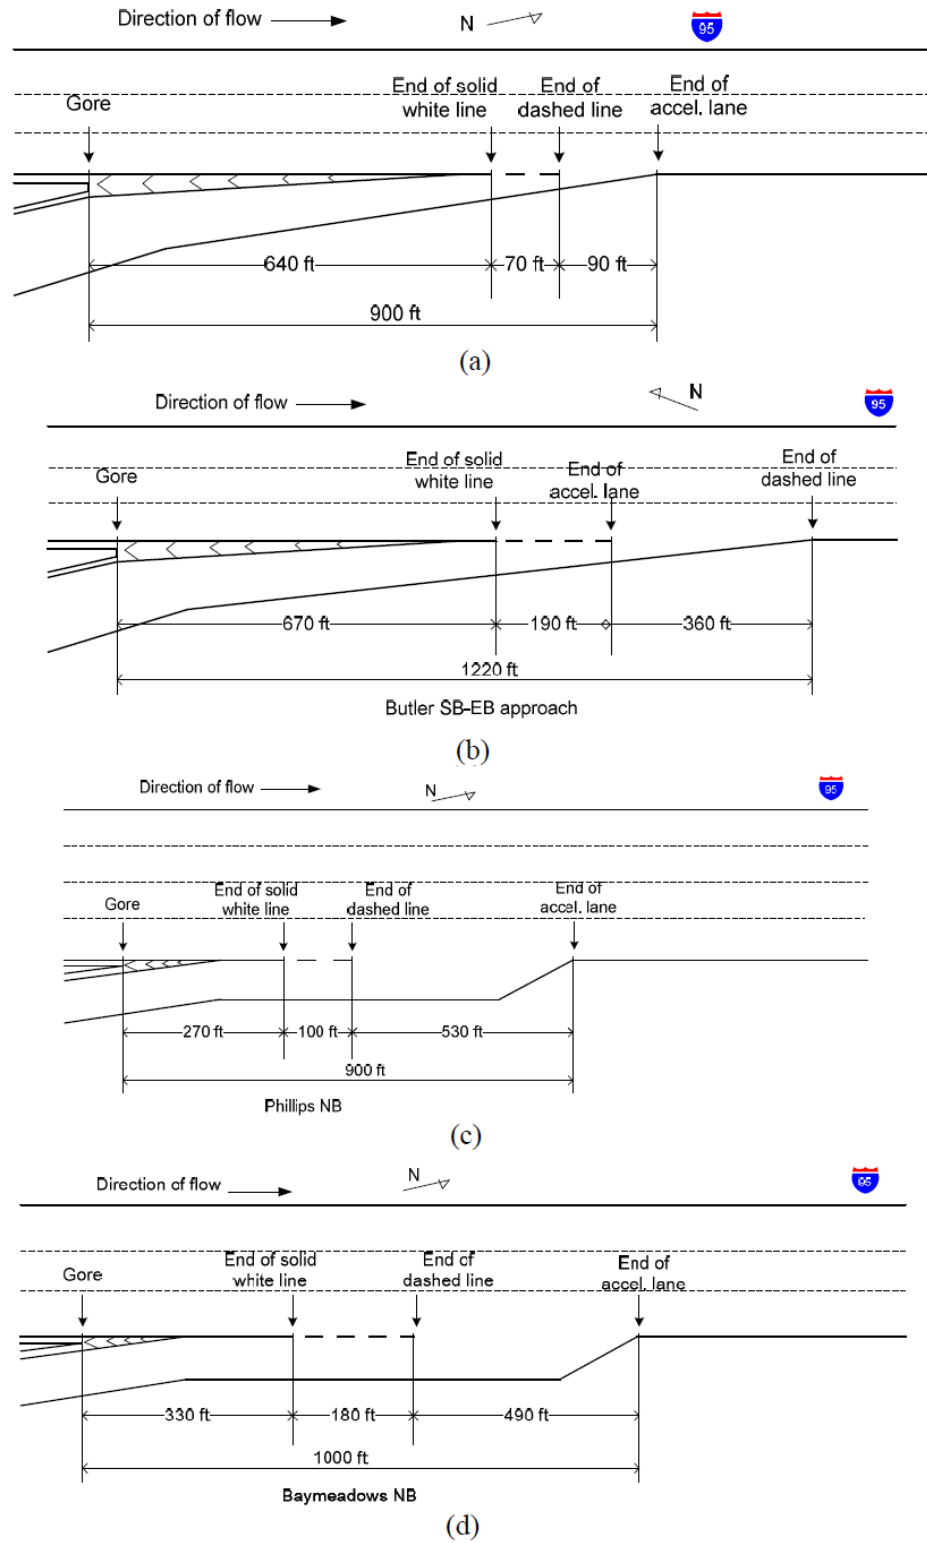 Direction of flow
N
95
Gore
End of solid
white line
End of
dashed line
End of
accel. lane
640 ft
70 ft
90 ft
900 ft
(a)
Direction of flow
N
95
Gore
End of solid
white line
End of
accel. lane
End of
dashed line
670 ft
190 ft
360 ft
1220 ft
Butler SB-EB approach
(b)
Direction of flow
N
95
Gore
End of solid
white line
End of
dashed line
End of
accel. lane
270 ft
100 ft
530 ft
900 ft
Phillips NB
(c)
Direction of flow
N
95
Gore
End of solid
white line
End of
dashed line
End of
accel. lane
330 ft
180 ft
490 ft
1000 ft
Baymeadows NB
(d)